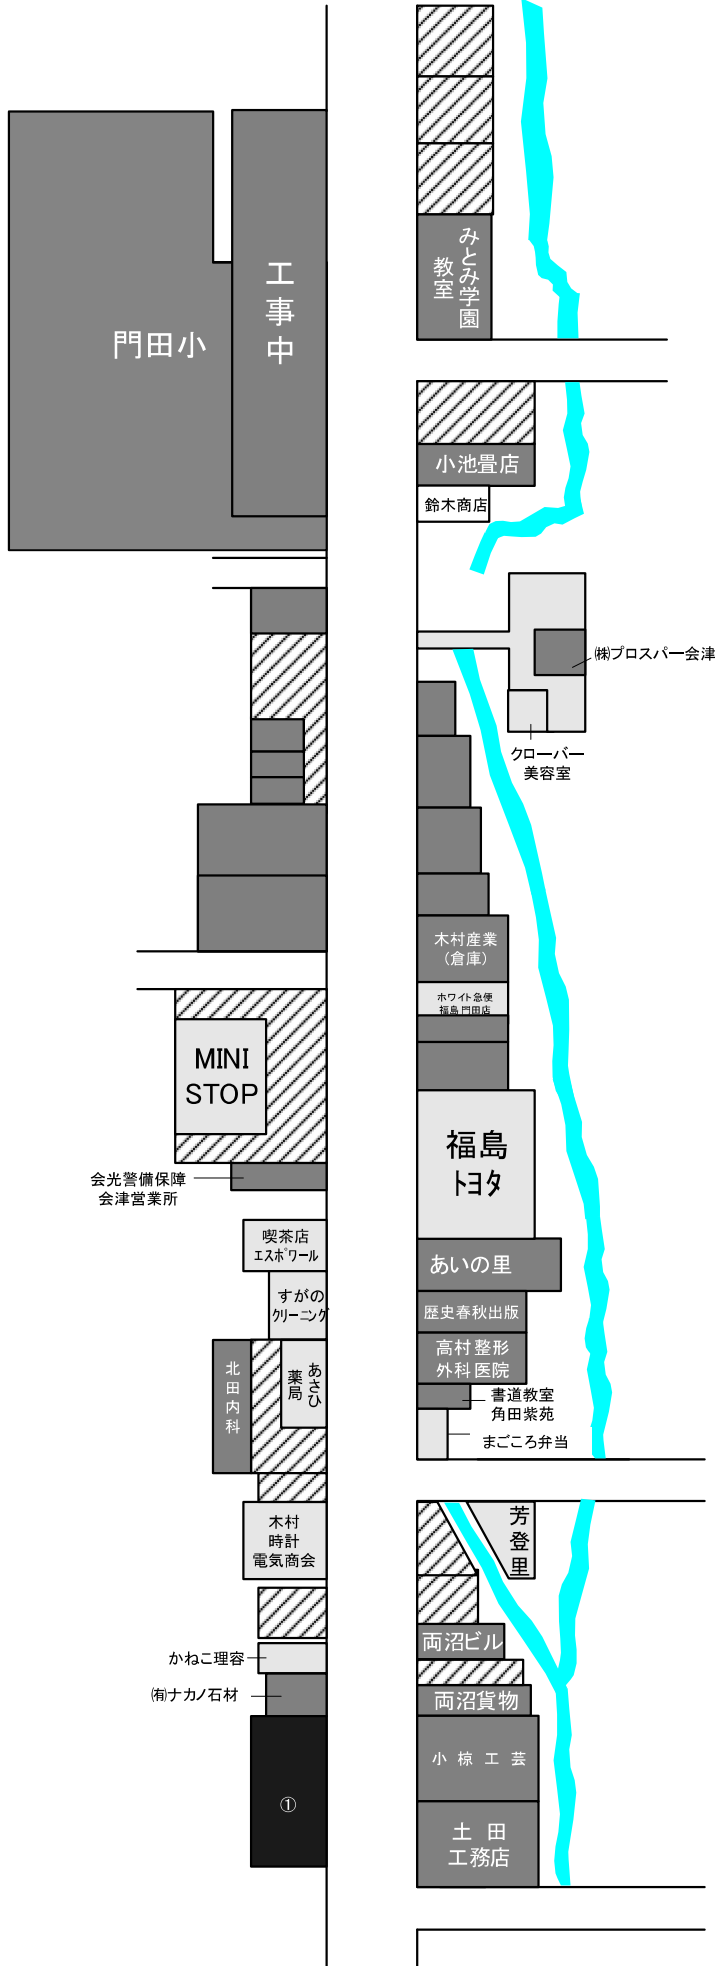 みとみ学園
教室
工事中
門田小
小池畳店
鈴木商店
㈱プロスパー会津
クローバー
美容室
木村産業
（倉庫）
ホワイト急便
福島門田店
MINI
STOP
福島
トヨタ
会光警備保障
会津営業所
喫茶店
エスポワール
あいの里
すがの
クリーニング
歴史春秋出版
高村整形
外科医院
北田内科
あさひ
薬局
書道教室
角田紫苑
まごころ弁当
木村
時計
電気商会
芳登里
両沼ビル
かねこ理容
㈲ナカノ石材
両沼貨物
小椋工芸
①
土田
工務店